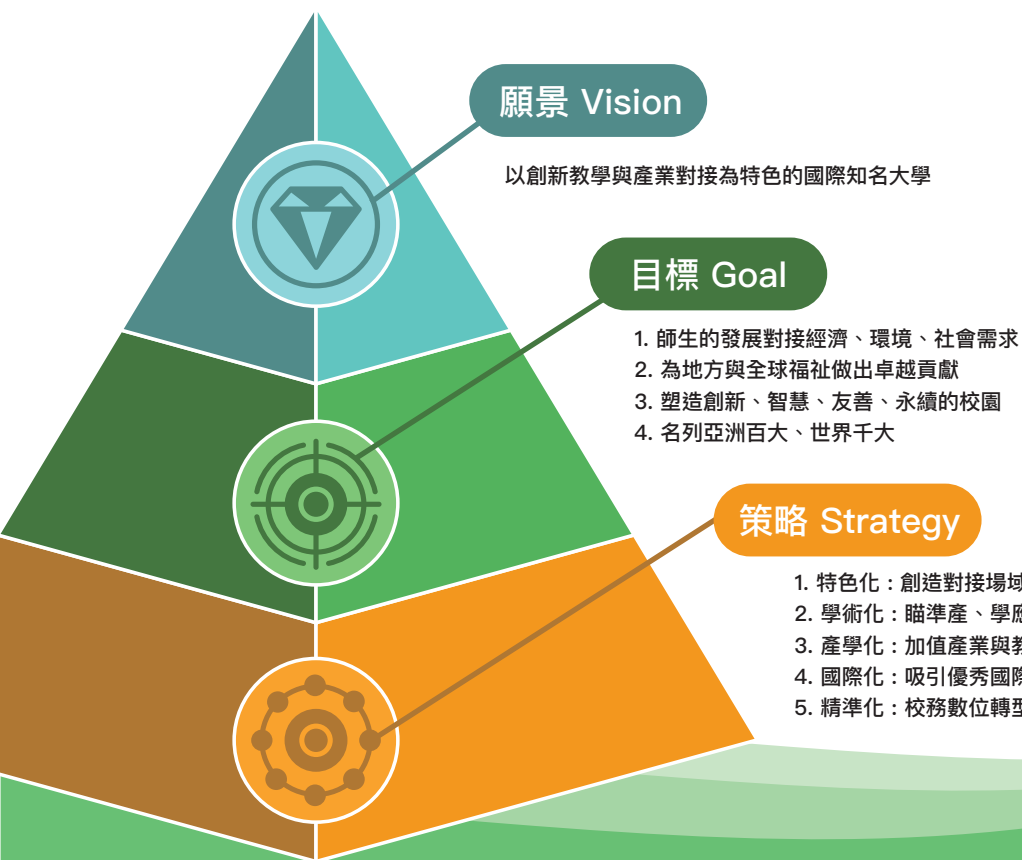 願景 Vision
以創新教學與產業對接為特色的國際知名大學
目標 Goal
1. 師生的發展對接經濟、環境、社會需求
2. 為地方與全球福祉做出卓越貢獻
3. 塑造創新、智慧、友善、永續的校園
4. 名列亞洲百大、世界千大
策略 Strategy
1. 特色化：創造對接場域
2. 學術化：瞄準產、學應
3. 產學化：加值產業與教
4. 國際化：吸引優秀國際
5. 精準化：校務數位轉型